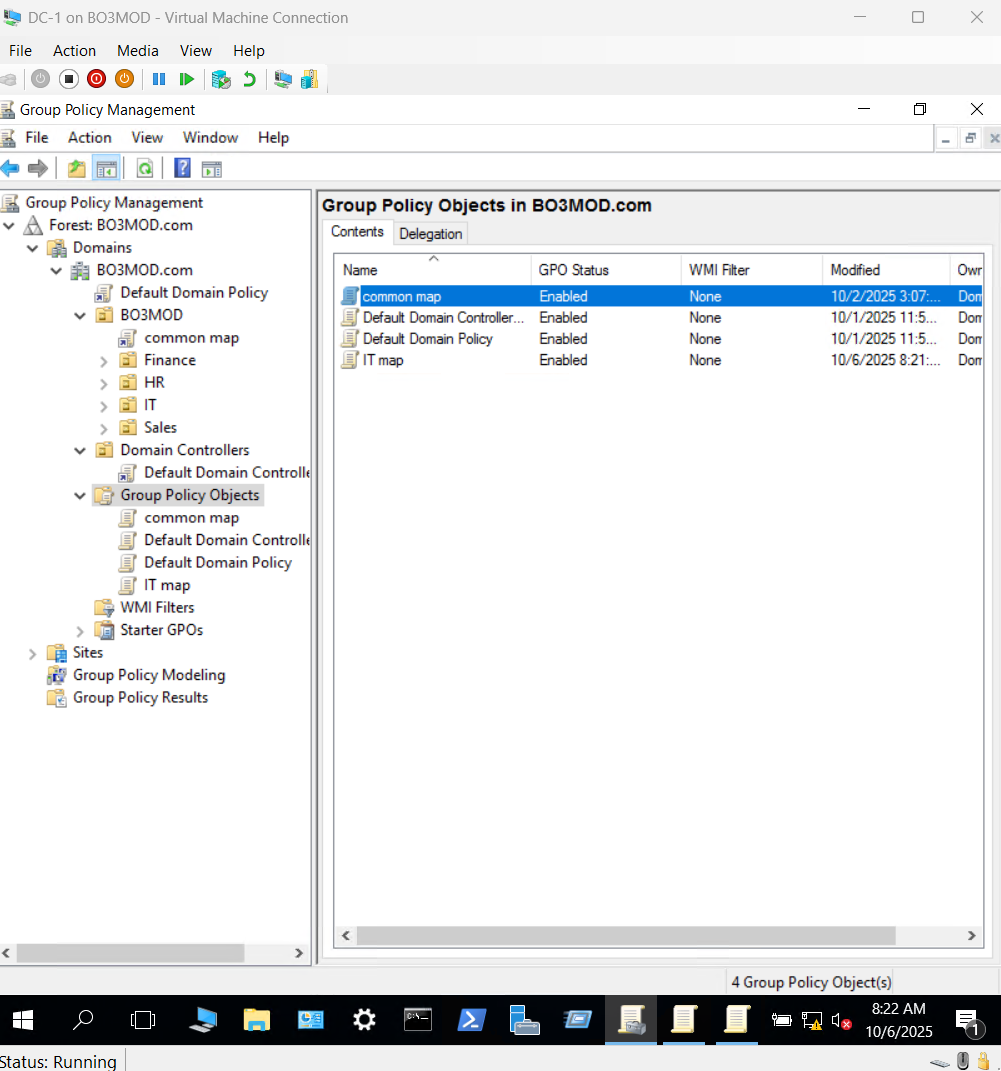 DC-1 on BO3MOD - Virtual Machine Connection
File Action Media View Help
Group Policy Management
File Action View Window Help
Group Policy Management
Forest: BO3MOD.com
Domains
BO3MOD.com
Default Domain Policy
BO3MOD
common map
Finance
HR
IT
Sales
Domain Controllers
Default Domain Controlle
Group Policy Objects
common map
Default Domain Controlle
Default Domain Policy
IT map
WMI Filters
Starter GPOs
Sites
Group Policy Modeling
Group Policy Results
Group Policy Objects in BO3MOD.com
Contents Delegation
Name GPO Status WMI Filter Modified Owr
common map Enabled None 10/2/2025 3:07:... Dom
Default Domain Controller... Enabled None 10/1/2025 11:5... Dom
Default Domain Policy Enabled None 10/1/2025 11:5... Dom
IT map Enabled None 10/6/2025 8:21:... Dom
4 Group Policy Object(s)
8:22 AM
10/6/2025
1
Status: Running